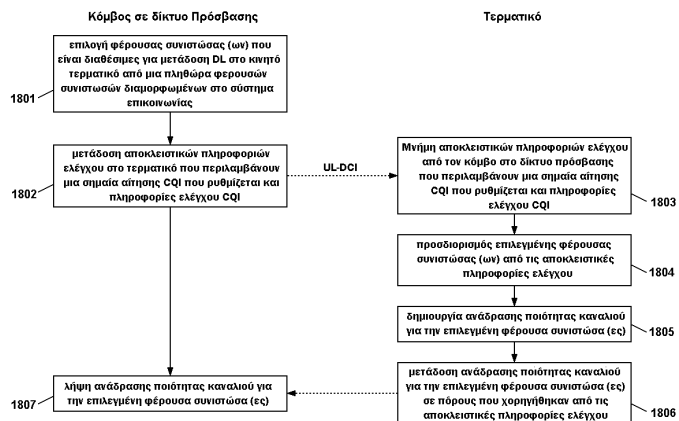 Κόμβος σε δίκτυο Πρόσβασης
επιλογή φέρουσας συνιστώσας (ων) που
είναι διαθέσιμες για μετάδοση DL στο κινητό
τερματικό από μια πληθώρα φερουσών
συνιστωσών διαμορφωμένων στο σύστημα
επικοινωνίας
1801
μετάδοση αποκλειστικών πληροφοριών
ελέγχου στο τερματικό που περιλαμβάνουν
μια σημαία αίτησης CQI που ρυθμίζεται και
πληροφορίες ελέγχου CQI
1802
UL-DCI
Τερματικό
Μνήμη αποκλειστικών πληροφοριών ελέγχου
από τον κόμβο στο δίκτυο πρόσβασης
που περιλαμβάνουν μια σημαία αίτησης
CQI που ρυθμίζεται και πληροφορίες
ελέγχου CQI
1803
προσδιορισμός επιλεγμένης φέρουσας
συνιστώσας (ων) από τις αποκλειστικές
πληροφορίες ελέγχου
1804
δημιουργία ανάδρασης ποιότητας καναλιού
για την επιλεγμένη φέρουσα συνιστώσα (ες)
1805
μετάδοση ανάδρασης ποιότητας καναλιού
για την επιλεγμένη φέρουσα συνιστώσα (ες)
σε πόρους που χορηγήθηκαν από τις
αποκλειστικές πληροφορίες ελέγχου
1806
λήψη ανάδρασης ποιότητας καναλιού για
την επιλεγμένη φέρουσα συνιστώσα (ες)
1807